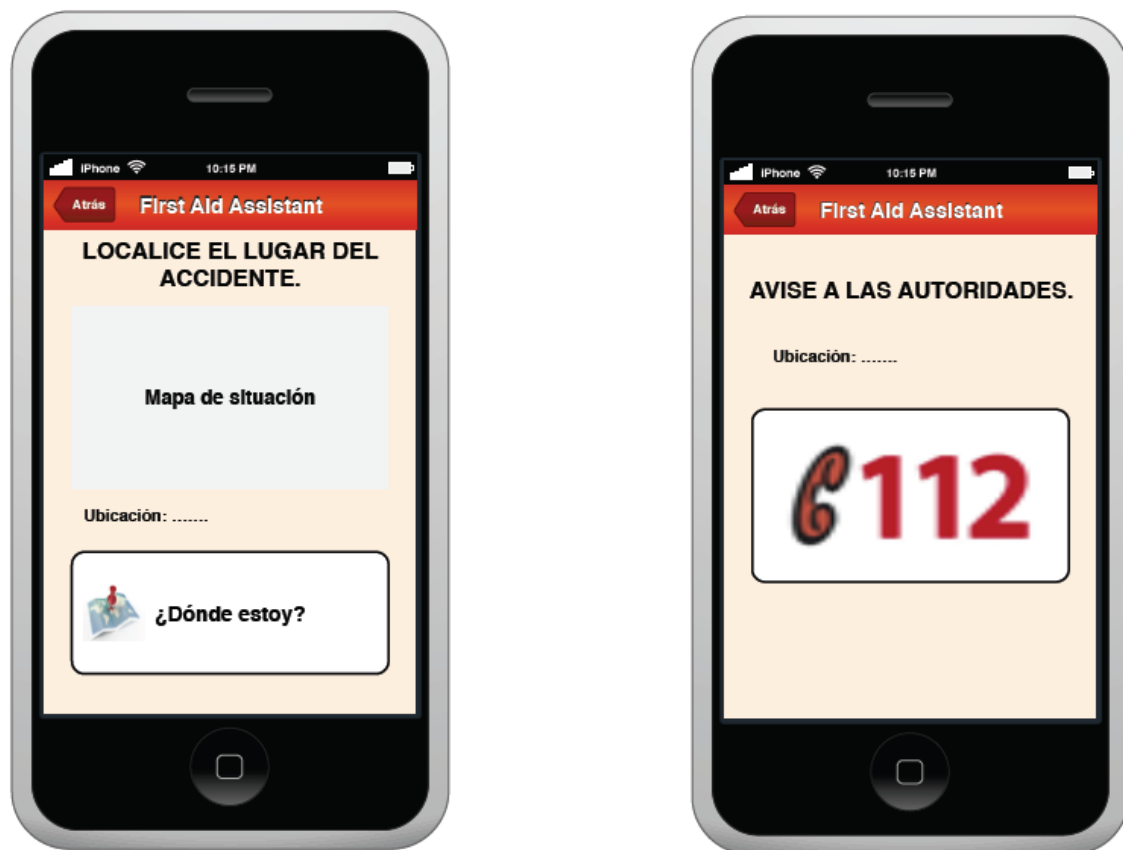 iPhone 10:15 PM
Atrás First Aid Assistant
LOCALICE EL LUGAR DEL
ACCIDENTE.
Mapa de situación
Ubicación: .......
¿Dónde estoy?
iPhone 10:15 PM
Atrás First Aid Assistant
AVISE A LAS AUTORIDADES.
Ubicación: .......
112